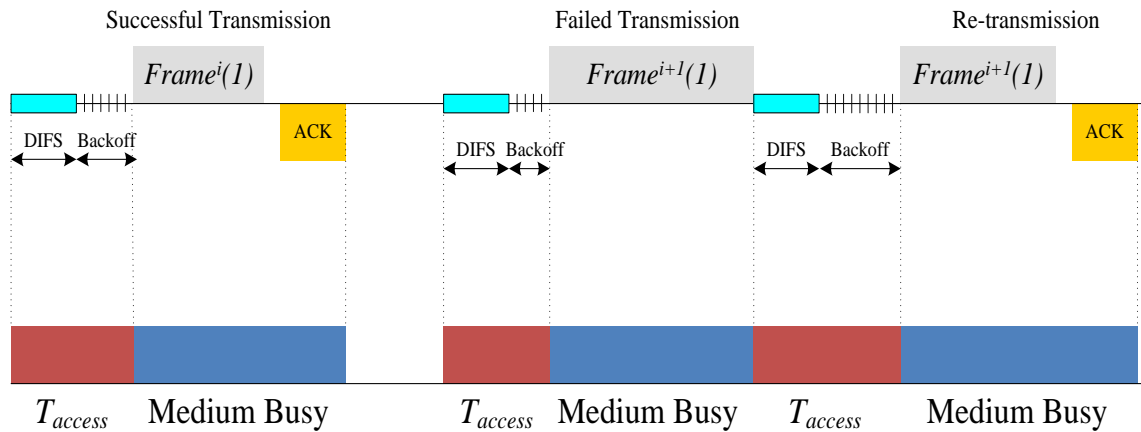 Successful Transmission Failed Transmission Re-transmission
Frameⁱ(1) Frameⁱ⁺¹(1) Frameⁱ⁺¹(1)
ACK ACK
DIFS Backoff DIFS Backoff DIFS Backoff
T_access Medium Busy T_access Medium Busy T_access Medium Busy